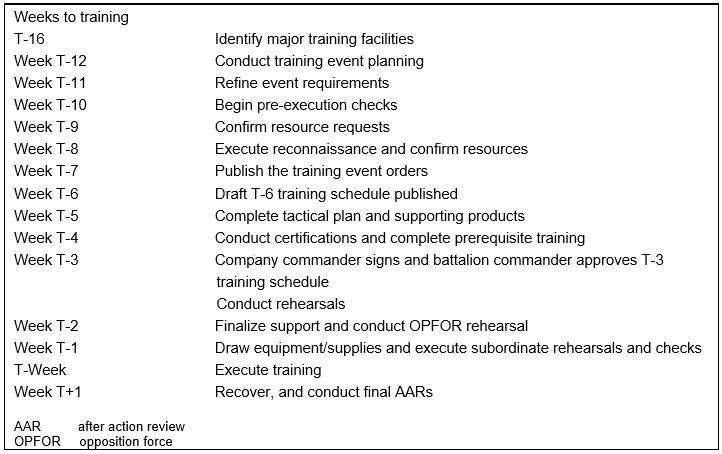 Weeks to training
T-16 Identify major training facilities
Week T-12 Conduct training event planning
Week T-11 Refine event requirements
Week T-10 Begin pre-execution checks
Week T-9 Confirm resource requests
Week T-8 Execute reconnaissance and confirm resources
Week T-7 Publish the training event orders
Week T-6 Draft T-6 training schedule published
Week T-5 Complete tactical plan and supporting products
Week T-4 Conduct certifications and complete prerequisite training
Week T-3 Company commander signs and battalion commander approves T-3
training schedule
Conduct rehearsals
Week T-2 Finalize support and conduct OPFOR rehearsal
Week T-1 Draw equipment/supplies and execute subordinate rehearsals and checks
T-Week Execute training
Week T+1 Recover, and conduct final AARs
AAR after action review
OPFOR opposition force